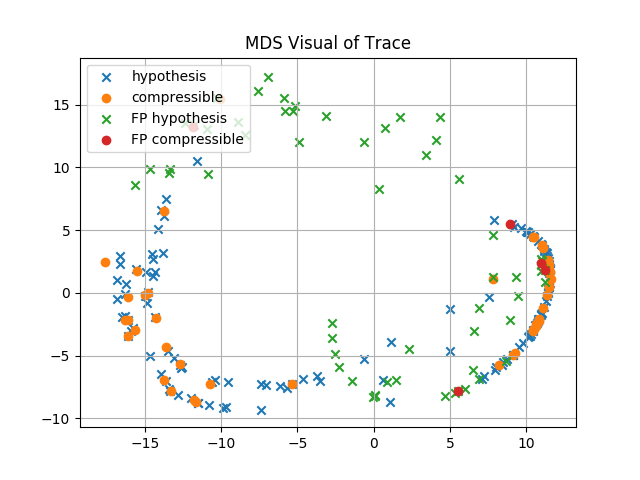 MDS Visual of Trace
hypothesis
compressible
FP hypothesis
FP compressible
15
10
5
0
−5
−10
−15 −10 −5 0 5 10